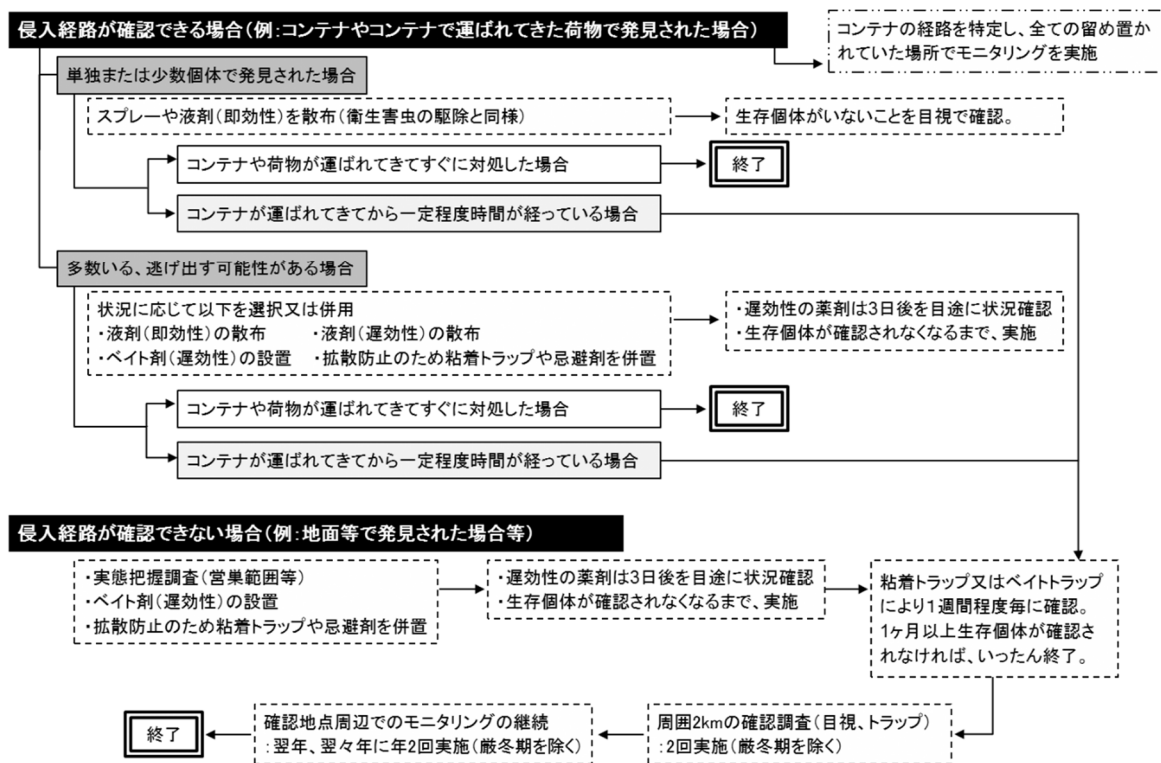 侵入経路が確認できる場合(例:コンテナやコンテナで運ばれてきた荷物で発見された場合)
コンテナの経路を特定し、全ての留め置か
れていた場所でモニタリングを実施
単独または少数個体で発見された場合
スプレーや液剤(即効性)を散布(衛生害虫の駆除と同様)
生存個体がいないことを目視で確認。
コンテナや荷物が運ばれてきてすぐに対処した場合
終了
コンテナが運ばれてきてから一定程度時間が経っている場合
多数いる、逃げ出す可能性がある場合
状況に応じて以下を選択又は併用
・液剤(即効性)の散布 ・液剤(遅効性)の散布
・ベイト剤(遅効性)の設置 ・拡散防止のため粘着トラップや忌避剤を併置
・遅効性の薬剤は3日後を目途に状況確認
・生存個体が確認されなくなるまで、実施
コンテナや荷物が運ばれてきてすぐに対処した場合
終了
コンテナが運ばれてきてから一定程度時間が経っている場合
侵入経路が確認できない場合(例:地面等で発見された場合等)
・実態把握調査(営巣範囲等)
・ベイト剤(遅効性)の設置
・拡散防止のため粘着トラップや忌避剤を併置
・遅効性の薬剤は3日後を目途に状況確認
・生存個体が確認されなくなるまで、実施
粘着トラップ又はベイトトラップ
により1週間程度毎に確認。
1ヶ月以上生存個体が確認さ
れなければ、いったん終了。
周囲2kmの確認調査(目視、トラップ)
:2回実施(厳冬期を除く)
確認地点周辺でのモニタリングの継続
:翌年、翌々年に年2回実施(厳冬期を除く)
終了